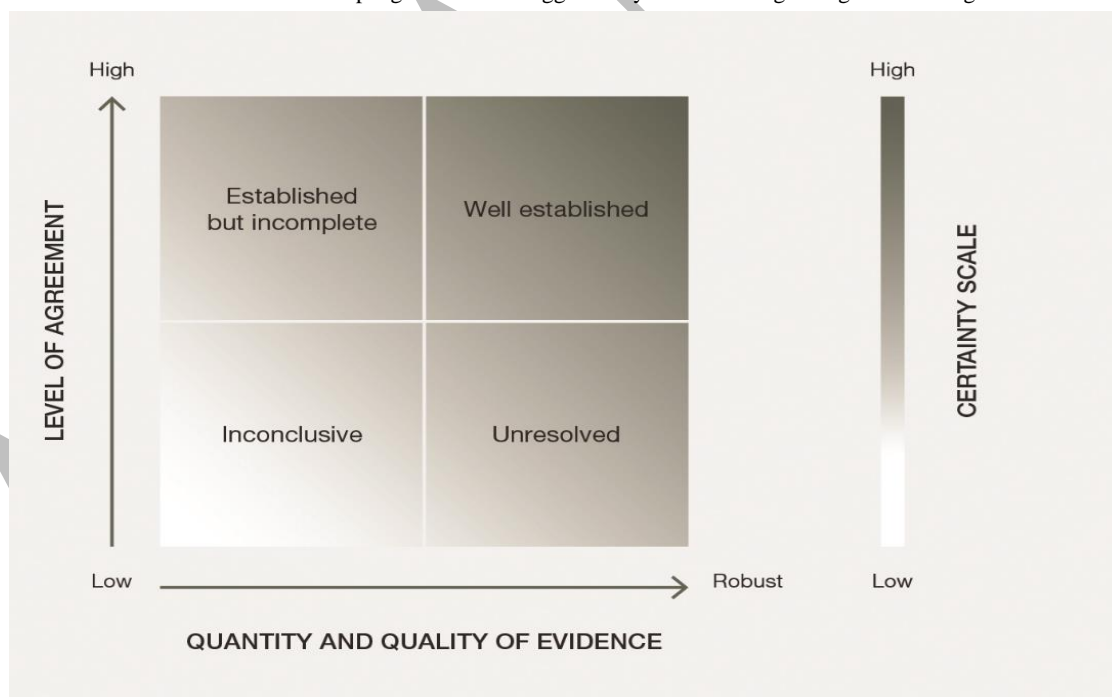 High
High
Established
but incomplete
Well established
LEVEL OF AGREEMENT
CERTAINTY SCALE
Inconclusive
Unresolved
Low
Robust
Low
QUANTITY AND QUALITY OF EVIDENCE